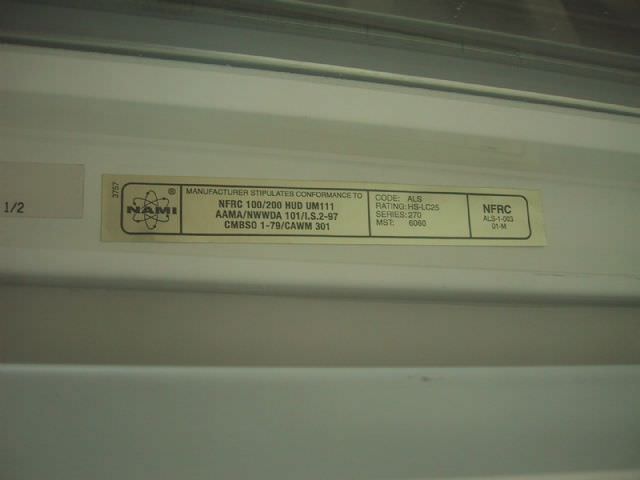 1/2
3757
NAMI ®
MANUFACTURER STIPULATES CONFORMANCE TO
NFRC 100/200 HUD UM111
AAMA/NWWDA 101/I.S.2-97
CMBSO 1-79/CAWM 301
CODE: ALS
RATING: HS-LC25
SERIES: 270
MST: 6060
NFRC
ALS-1-003
01-M